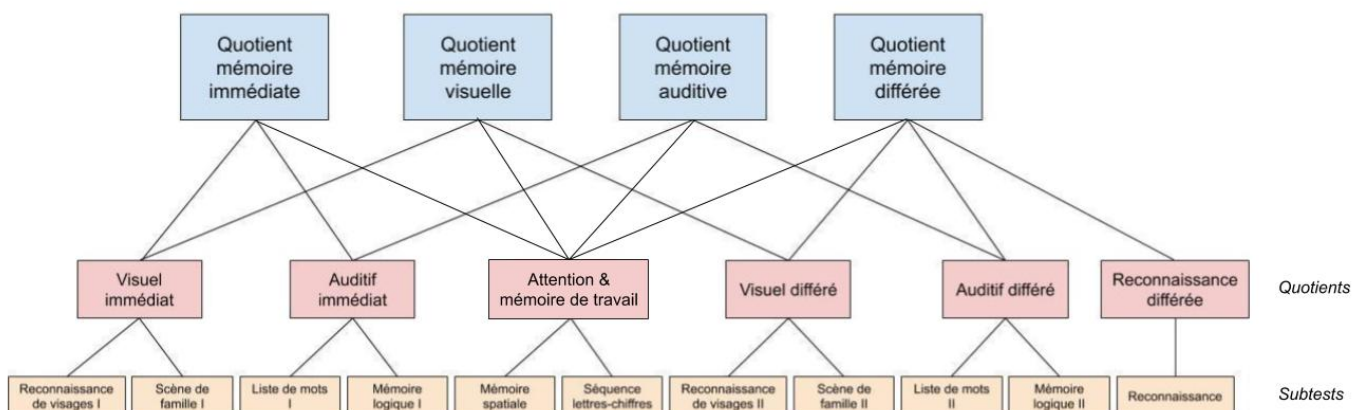 Quotient
mémoire
immédiate
Quotient
mémoire
visuelle
Quotient
mémoire
auditive
Quotient
mémoire
différée
Visuel
immédiat
Auditif
immédiat
Attention &
mémoire de travail
Visuel différé
Auditif différé
Reconnaissance
différée
Quotients
Reconnaissance
de visages I
Scène de
famille I
Liste de mots
I
Mémoire
logique I
Mémoire
spatiale
Séquence
lettres-chiffres
Reconnaissance
de visages II
Scène de
famille II
Liste de mots
II
Mémoire
logique II
Reconnaissance
Subtests